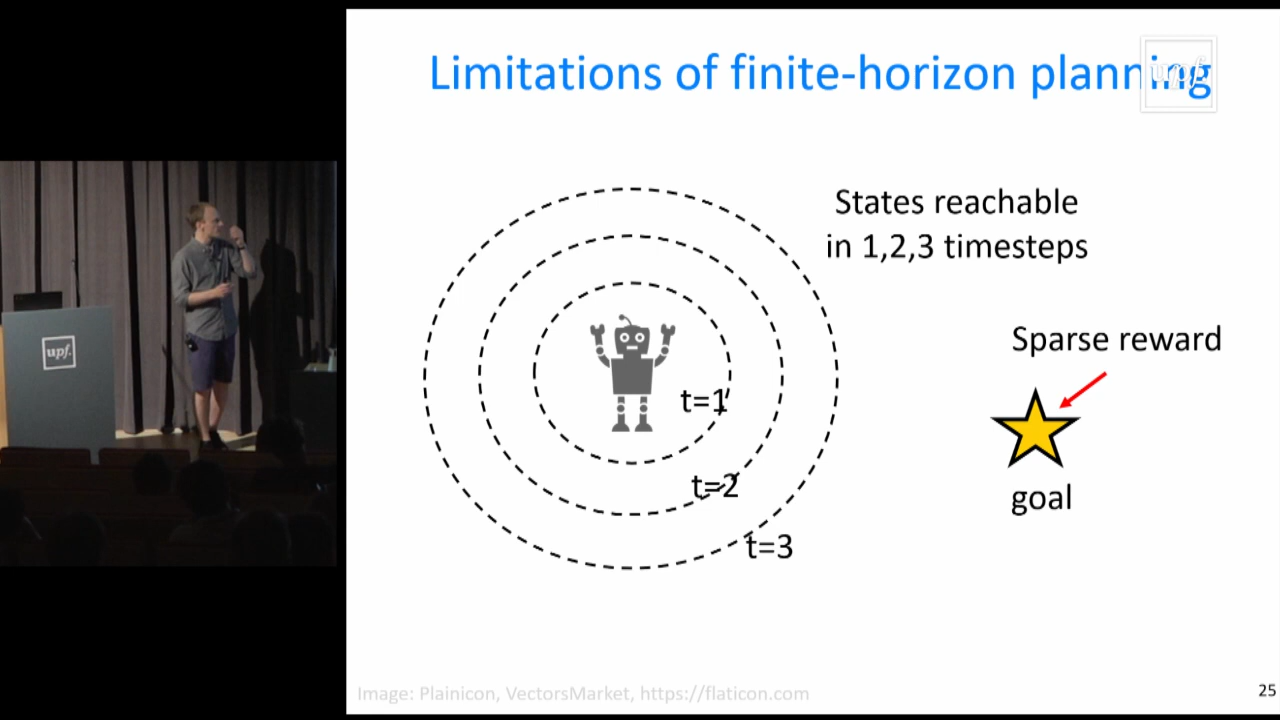 Limitations of finite-horizon planning
upf.
States reachable
in 1,2,3 timesteps
Sparse reward
t=1
t=2
goal
t=3
upf.
Image: Plainicon, VectorsMarket, https://flaticon.com
25